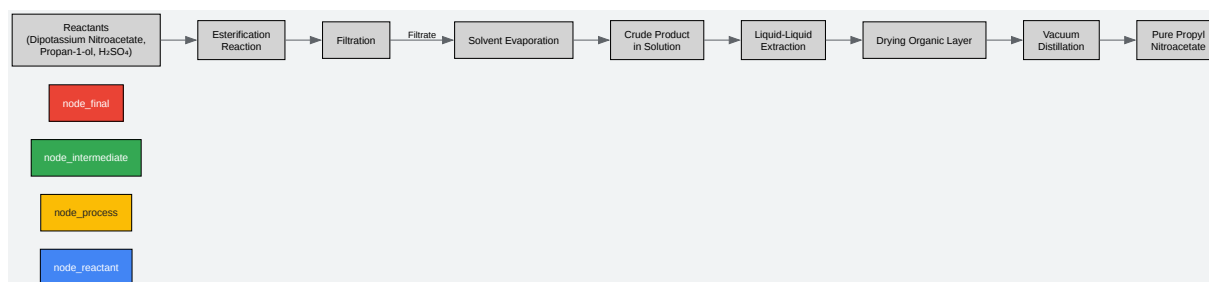 Reactants
(Dipotassium Nitroacetate,
Propan-1-ol, H₂SO₄)
Esterification
Reaction
Filtration
Filtrate
Solvent Evaporation
Crude Product
in Solution
Liquid-Liquid
Extraction
Drying Organic Layer
Vacuum
Distillation
Pure Propyl
Nitroacetate
node_final
node_intermediate
node_process
node_reactant